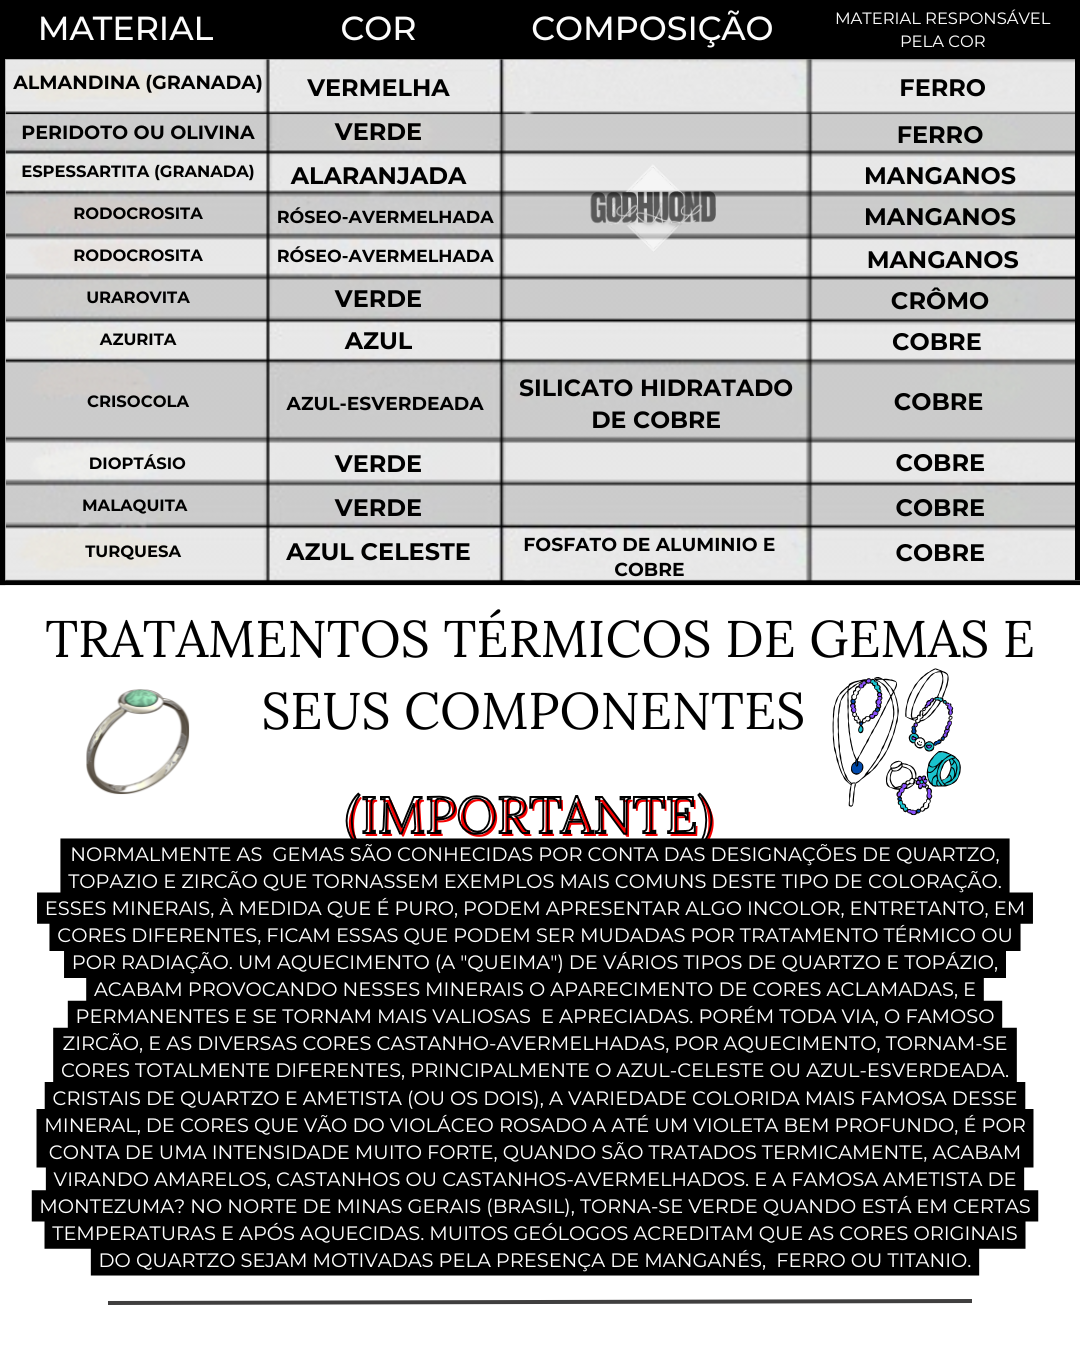 MATERIAL COR COMPOSIÇÃO MATERIAL RESPONSÁVEL
PELA COR
ALMANDINA (GRANADA) VERMELHA FERRO
PERIDOTO OU OLIVINA VERDE FERRO
ESPESSARTITA (GRANADA) ALARANJADA MANGANOS
RODOCROSITA RÓSEO-AVERMELHADA GODHUOND MANGANOS
RODOCROSITA RÓSEO-AVERMELHADA MANGANOS
URAROVITA VERDE CRÔMO
AZURITA AZUL COBRE
CRISOCOLA AZUL-ESVERDEADA SILICATO HIDRATADO
DE COBRE COBRE
DIOPTÁSIO VERDE COBRE
MALAQUITA VERDE COBRE
TURQUESA AZUL CELESTE FOSFATO DE ALUMINIO E
COBRE COBRE
TRATAMENTOS TÉRMICOS DE GEMAS E
SEUS COMPONENTES
(IMPORTANTE)
NORMALMENTE AS GEMAS SÃO CONHECIDAS POR CONTA DAS DESIGNAÇÕES DE QUARTZO,
TOPAZIO E ZIRCÃO QUE TORNASSEM EXEMPLOS MAIS COMUNS DESTE TIPO DE COLORAÇÃO.
ESSES MINERAIS, À MEDIDA QUE É PURO, PODEM APRESENTAR ALGO INCOLOR, ENTRETANTO, EM
CORES DIFERENTES, FICAM ESSAS QUE PODEM SER MUDADAS POR TRATAMENTO TÉRMICO OU
POR RADIAÇÃO. UM AQUECIMENTO (A "QUEIMA") DE VÁRIOS TIPOS DE QUARTZO E TOPÁZIO,
ACABAM PROVOCANDO NESSES MINERAIS O APARECIMENTO DE CORES ACLAMADAS, E
PERMANENTES E SE TORNAM MAIS VALIOSAS E APRECIADAS. PORÉM TODA VIA, O FAMOSO
ZIRCÃO, E AS DIVERSAS CORES CASTANHO-AVERMELHADAS, POR AQUECIMENTO, TORNAM-SE
CORES TOTALMENTE DIFERENTES, PRINCIPALMENTE O AZUL-CELESTE OU AZUL-ESVERDEADA.
CRISTAIS DE QUARTZO E AMETISTA (OU OS DOIS), A VARIEDADE COLORIDA MAIS FAMOSA DESSE
MINERAL, DE CORES QUE VÃO DO VIOLÁCEO ROSADO A ATÉ UM VIOLETA BEM PROFUNDO, É POR
CONTA DE UMA INTENSIDADE MUITO FORTE, QUANDO SÃO TRATADOS TERMICAMENTE, ACABAM
VIRANDO AMARELOS, CASTANHOS OU CASTANHOS-AVERMELHADOS. E A FAMOSA AMETISTA DE
MONTEZUMA? NO NORTE DE MINAS GERAIS (BRASIL), TORNA-SE VERDE QUANDO ESTÁ EM CERTAS
TEMPERATURAS E APÓS AQUECIDAS. MUITOS GEÓLOGOS ACREDITAM QUE AS CORES ORIGINAIS
DO QUARTZO SEJAM MOTIVADAS PELA PRESENÇA DE MANGANÉS, FERRO OU TITANIO.